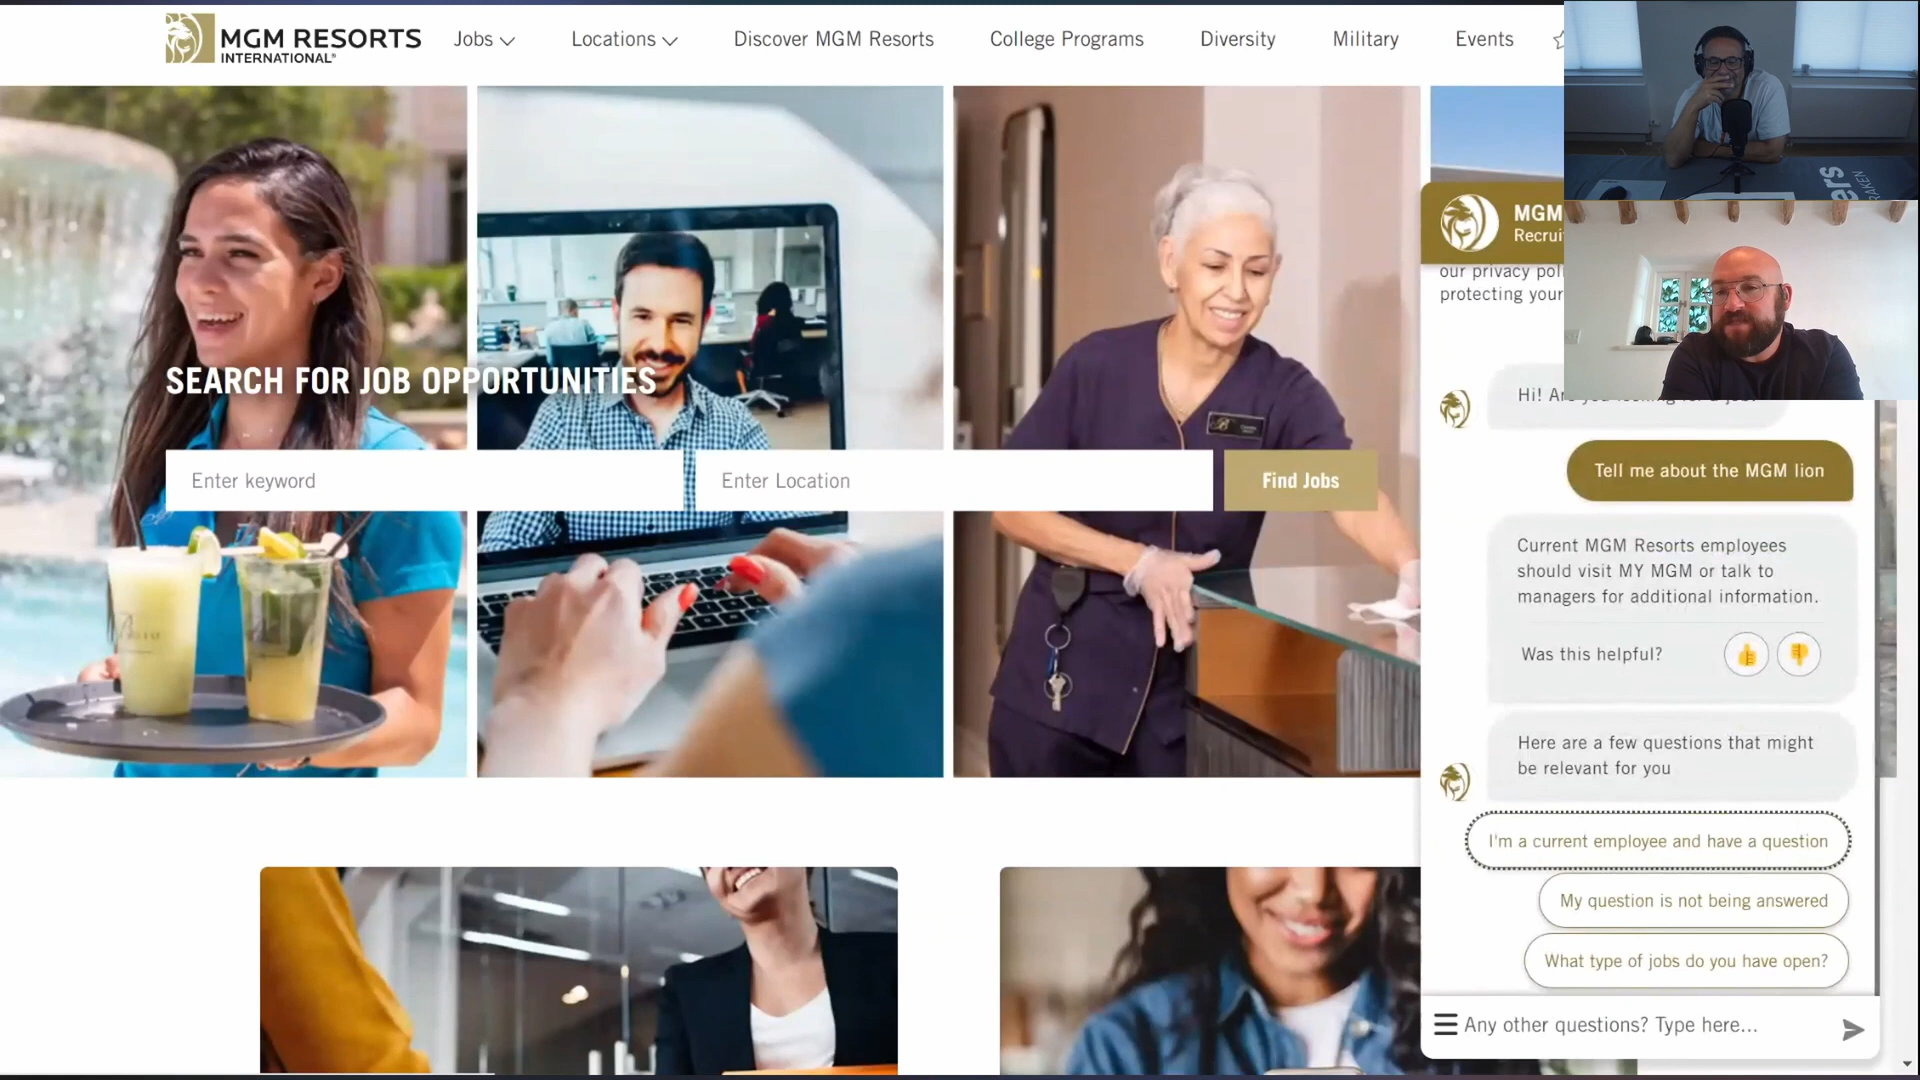 MGM RESORTS
INTERNATIONAL®
Jobs
Locations
Discover MGM Resorts
College Programs
Diversity
Military
Events
SEARCH FOR JOB OPPORTUNITIES
Enter keyword
Enter Location
Find Jobs
MGM
our privacy
protecting your
Hi!
Tell me about the MGM lion
Current MGM Resorts employees
should visit MY MGM or talk to
managers for additional information.
Was this helpful?
Here are a few questions that might
be relevant for you
I'm a current employee and have a question
My question is not being answered
What type of jobs do you have open?
Any other questions? Type here...